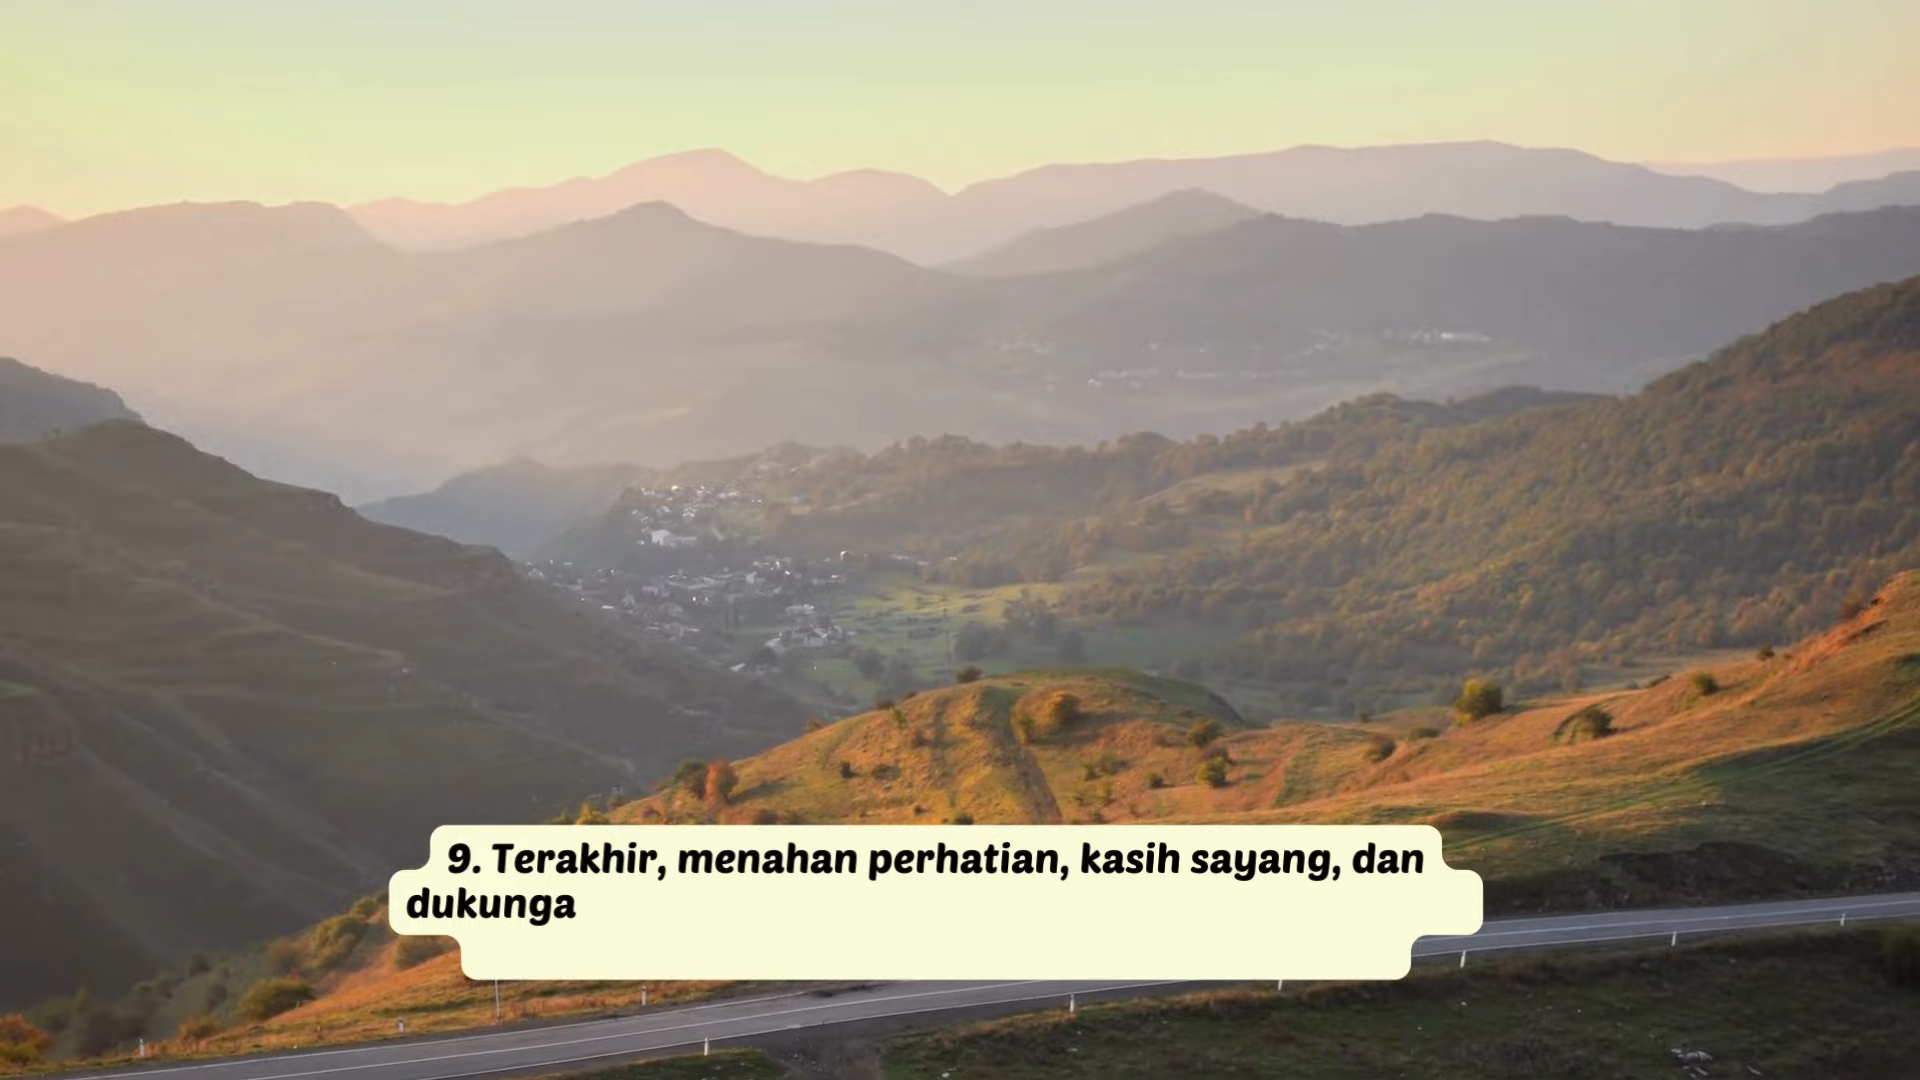 9. Terakhir, menahan perhatian, kasih sayang, dan
dukunga